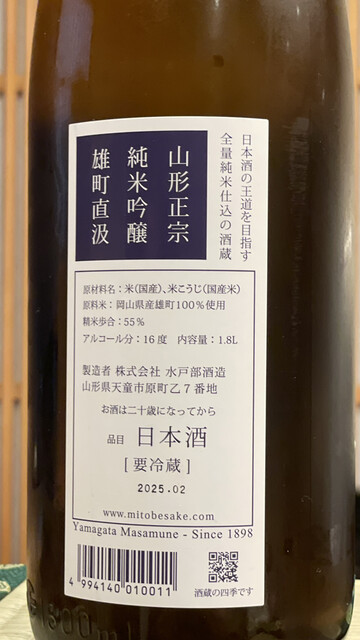 日本酒の王道を目指す
全量純米仕込の酒蔵
山形正宗
純米吟醸
雄町直汲
原材料名：米(国産)、米こうじ(国産米)
原料米：岡山県産雄町100%使用
精米歩合：55%
アルコール分：16度　内容量：1.8L
製造者 株式会社 水戸部酒造
山形県天童市原町乙7番地
お酒は二十歳になってから
品目 日本酒
[要冷蔵]
2025.02
www.mitobesake.com
Yamagata Masamune - Since 1898
4 994140 010011
酒蔵の四季です